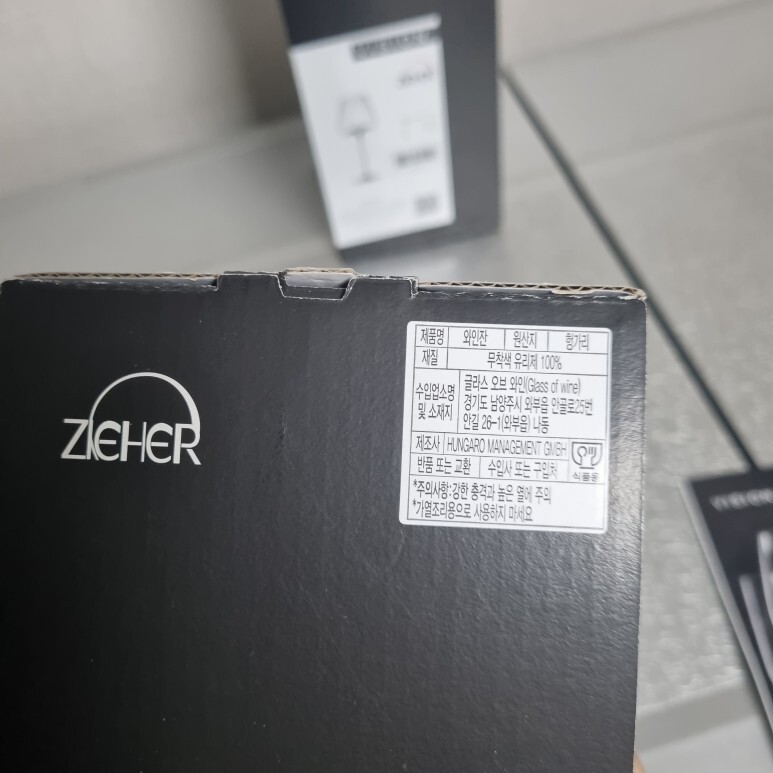 ZIEHER
제품명 와인잔 원산지 헝가리
재질 무착색 유리제 100%
수입업소명 및 소재지 글라스 오브 와인(Glass of wine)
경기도 남양주시 와부읍 안골로25번
안길 26-1(와부읍) 나동
제조사 HUNGARO MANAGEMENT GMBH
식품용
반품 또는 교환 수입사 또는 구입처
*주의사항:강한 충격과 높은 열에 주의
*가열조리용으로 사용하지 마세요